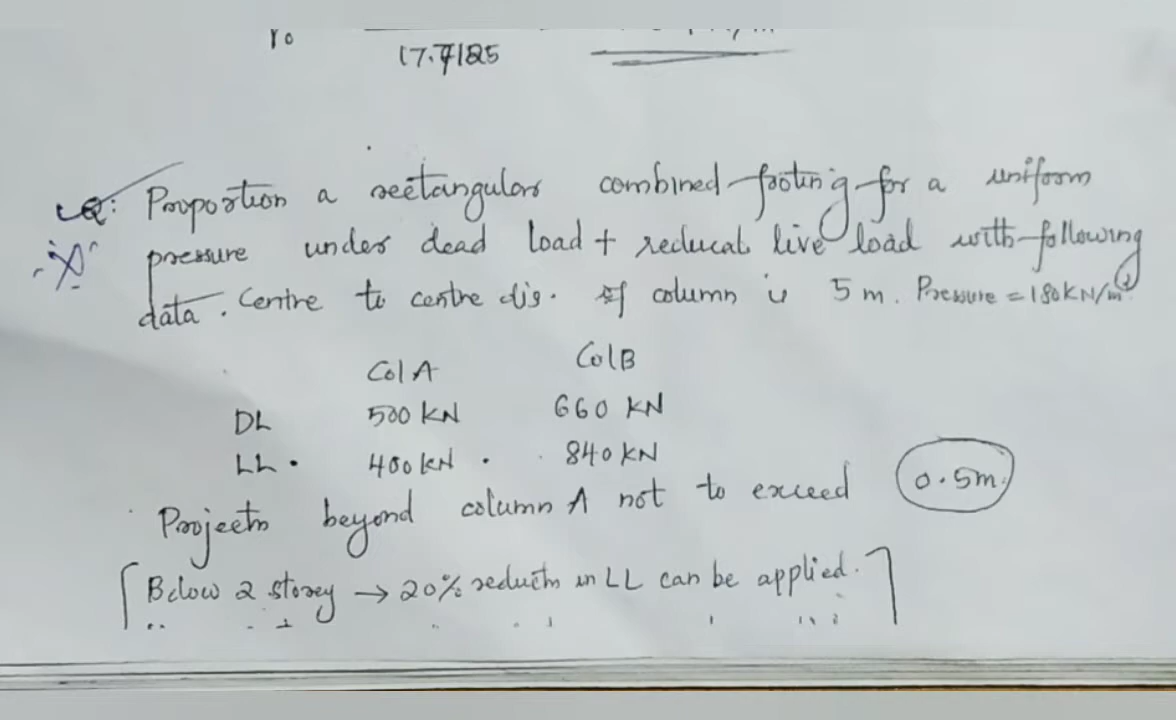 17.7125
Q: Proportion a rectangular combined footing for a uniform
pressure under dead load + reduced live load with following
data. Centre to centre dis. of column is 5 m. Pressure = 180 KN/m²
Col A Col B
DL 500 KN 660 KN
LL 400 KN 840 KN
Projectn beyond column A not to exceed 0.5m.
[Below 2 storey → 20% reductn in LL can be applied.]